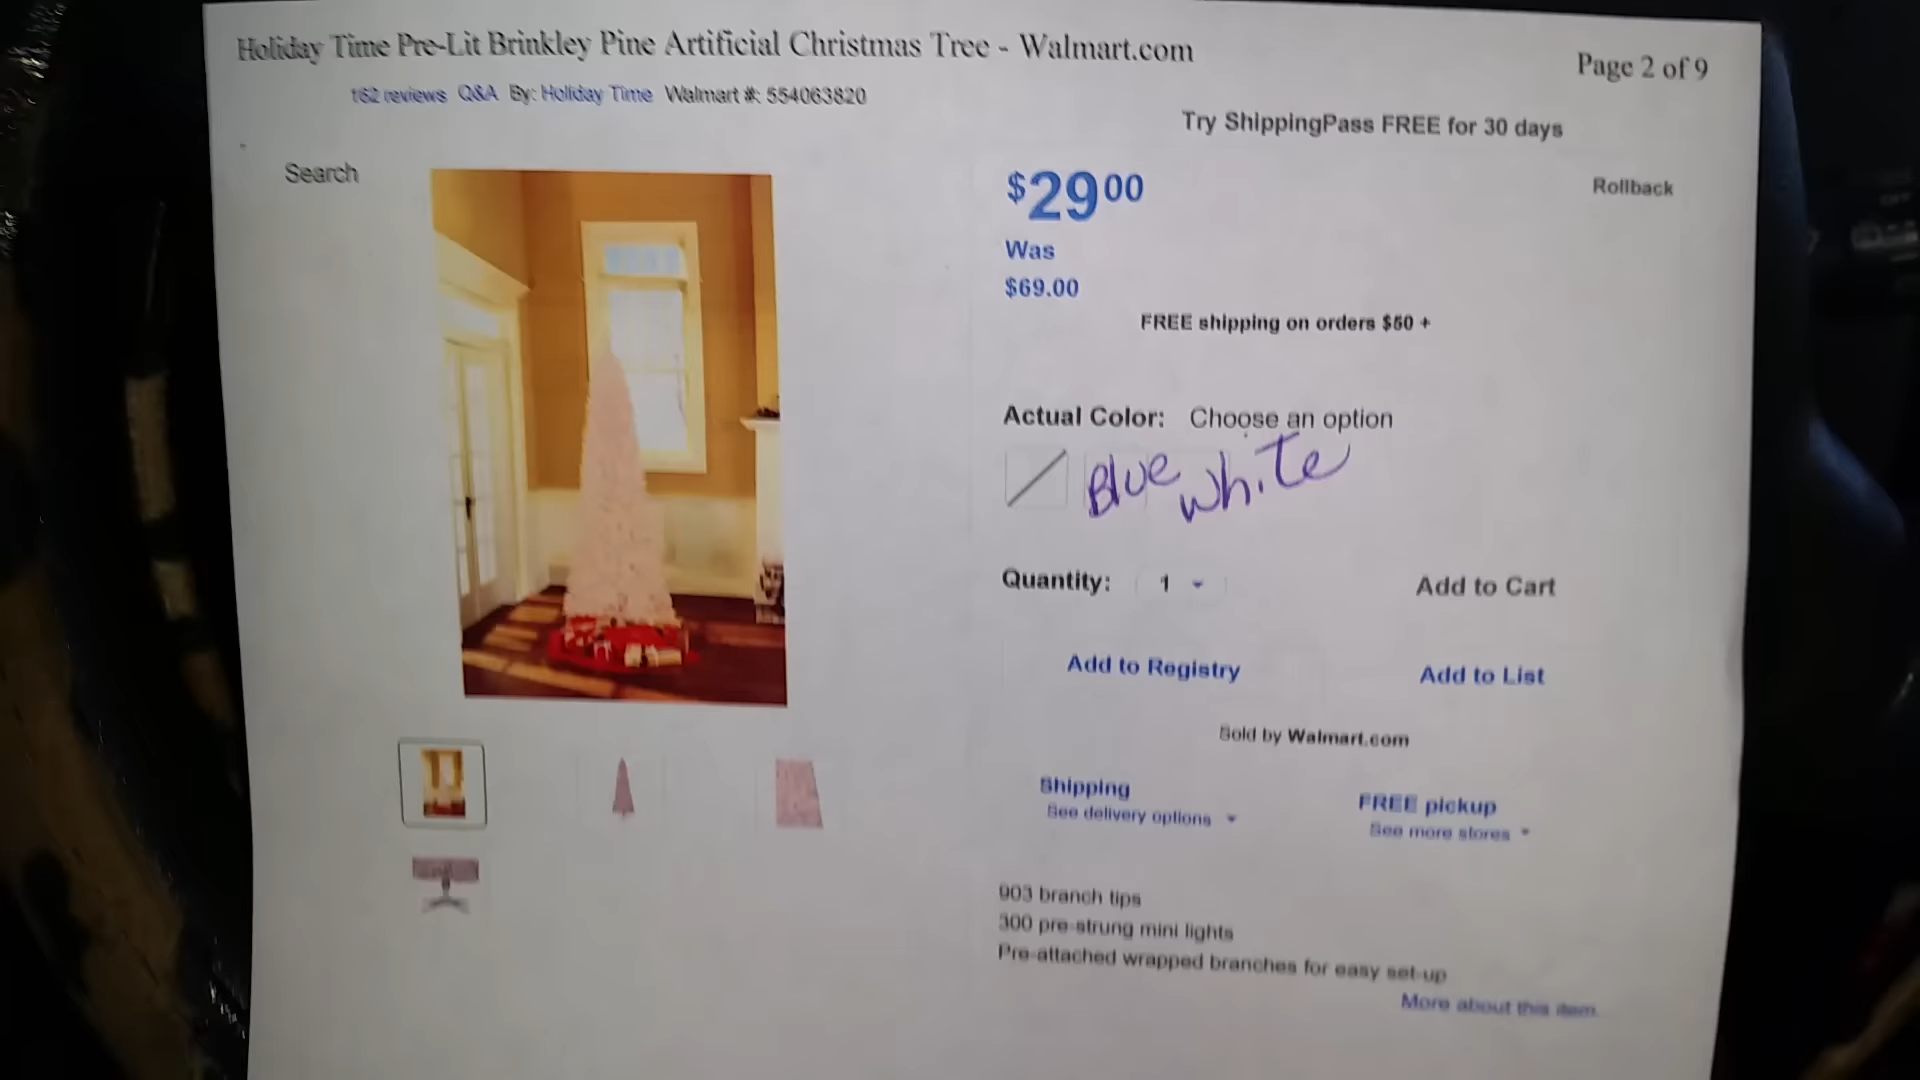 Holiday Time Pre-Lit Brinkley Pine Artificial Christmas Tree - Walmart.com
Page 2 of 9
162 reviews Q&A By: Holiday Time Walmart #: 554063820
Try ShippingPass FREE for 30 days
Search
$29 00
Rollback
Was
$69.00
FREE shipping on orders $50 +
Actual Color: Choose an option
Blue White
Quantity: 1
Add to Cart
Add to Registry
Add to List
Sold by Walmart.com
Shipping
See delivery options
FREE pickup
See more stores
903 branch tips
300 pre-strung mini lights
Pre-attached wrapped branches for easy set-up
More about this item.